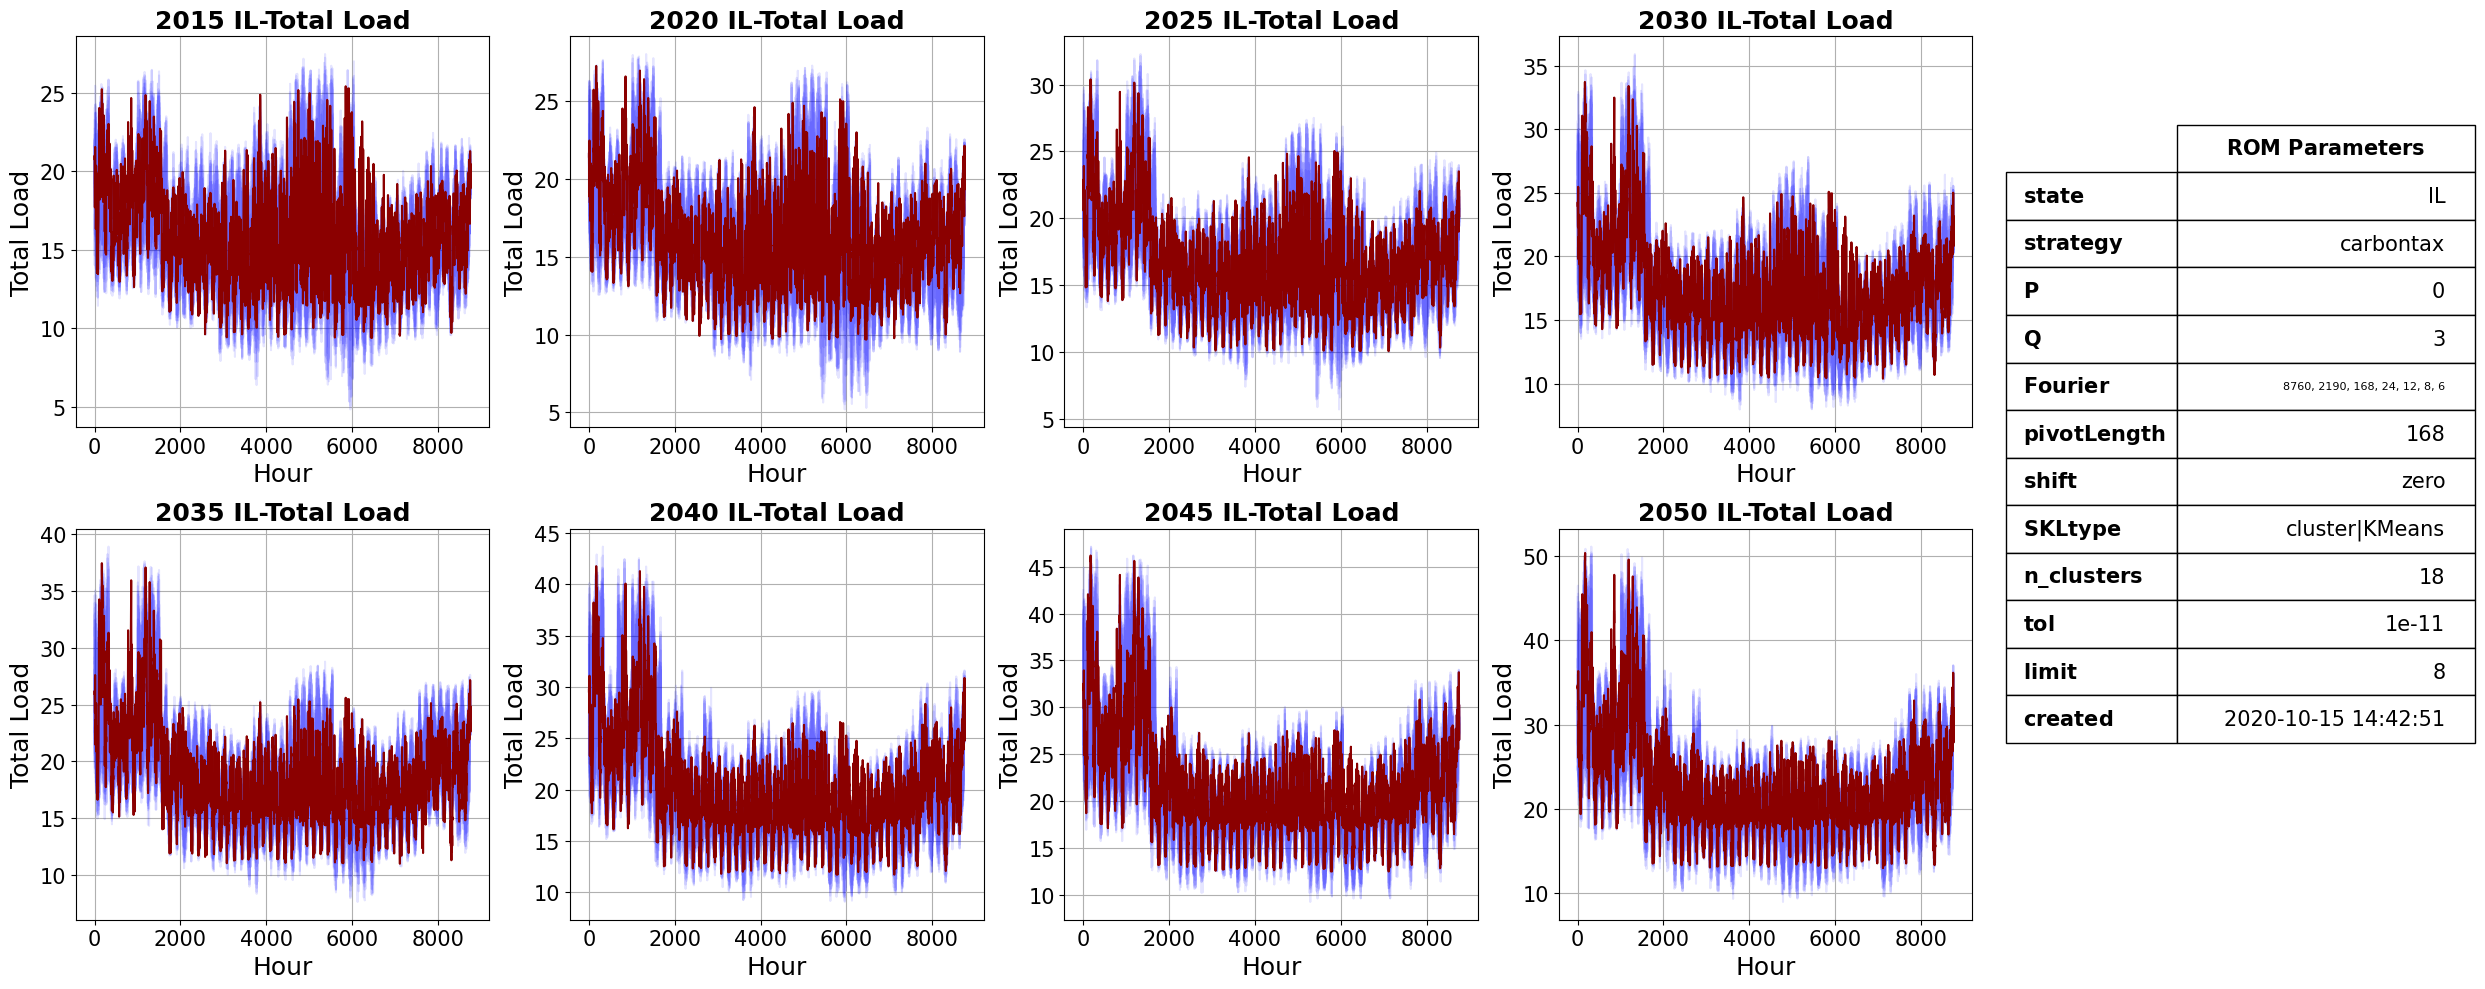 2015 IL-Total Load
Total Load
25
20
15
10
5
0 2000 4000 6000 8000
Hour
2020 IL-Total Load
Total Load
25
20
15
10
5
0 2000 4000 6000 8000
Hour
2025 IL-Total Load
Total Load
30
25
20
15
10
5
0 2000 4000 6000 8000
Hour
2030 IL-Total Load
Total Load
35
30
25
20
15
10
0 2000 4000 6000 8000
Hour
2035 IL-Total Load
Total Load
40
35
30
25
20
15
10
0 2000 4000 6000 8000
Hour
2040 IL-Total Load
Total Load
45
40
35
30
25
20
15
10
0 2000 4000 6000 8000
Hour
2045 IL-Total Load
Total Load
45
40
35
30
25
20
15
10
0 2000 4000 6000 8000
Hour
2050 IL-Total Load
Total Load
50
40
30
20
10
0 2000 4000 6000 8000
Hour
ROM Parameters
state IL
strategy carbontax
P 0
Q 3
Fourier 8760, 2190, 168, 24, 12, 8, 6
pivotLength 168
shift zero
SKLtype cluster|KMeans
n_clusters 18
tol 1e-11
limit 8
created 2020-10-15 14:42:51